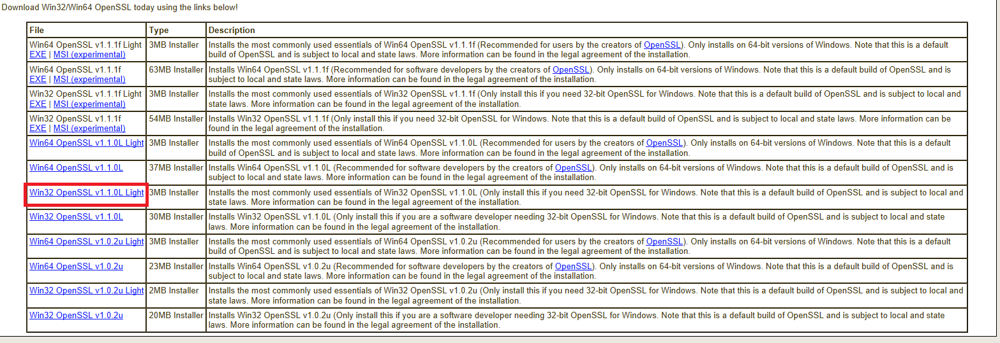 Download Win32/Win64 OpenSSL today using the links below!
File Type Description
Win64 OpenSSL v1.1.1f Light 3MB Installer Installs the most commonly used essentials of Win64 OpenSSL v1.1.1f (Recommended for users by the creators of OpenSSL). Only installs on 64-bit versions of Windows. Note that this is a default
EXE | MSI (experimental) build of OpenSSL and is subject to local and state laws. More information can be found in the legal agreement of the installation.
Win64 OpenSSL v1.1.1f 63MB Installer Installs Win64 OpenSSL v1.1.1f (Recommended for software developers by the creators of OpenSSL). Only installs on 64-bit versions of Windows. Note that this is a default build of OpenSSL and is
EXE | MSI (experimental) subject to local and state laws. More information can be found in the legal agreement of the installation.
Win32 OpenSSL v1.1.1f Light 3MB Installer Installs the most commonly used essentials of Win32 OpenSSL v1.1.1f (Only install this if you need 32-bit OpenSSL for Windows. Note that this is a default build of OpenSSL and is subject to local and
EXE | MSI (experimental) state laws. More information can be found in the legal agreement of the installation.
Win32 OpenSSL v1.1.1f 54MB Installer Installs Win32 OpenSSL v1.1.1f (Only install this if you need 32-bit OpenSSL for Windows. Note that this is a default build of OpenSSL and is subject to local and state laws. More information can be
EXE | MSI (experimental) found in the legal agreement of the installation.
Win64 OpenSSL v1.1.0L Light 3MB Installer Installs the most commonly used essentials of Win64 OpenSSL v1.1.0L (Recommended for users by the creators of OpenSSL). Only installs on 64-bit versions of Windows. Note that this is a default
build of OpenSSL and is subject to local and state laws. More information can be found in the legal agreement of the installation.
Win64 OpenSSL v1.1.0L 37MB Installer Installs Win64 OpenSSL v1.1.0L (Recommended for software developers by the creators of OpenSSL). Only installs on 64-bit versions of Windows. Note that this is a default build of OpenSSL and is
subject to local and state laws. More information can be found in the legal agreement of the installation.
Win32 OpenSSL v1.1.0L Light 3MB Installer Installs the most commonly used essentials of Win32 OpenSSL v1.1.0L (Only install this if you need 32-bit OpenSSL for Windows. Note that this is a default build of OpenSSL and is subject to local and
state laws. More information can be found in the legal agreement of the installation.
Win32 OpenSSL v1.1.0L 30MB Installer Installs Win32 OpenSSL v1.1.0L (Only install this if you are a software developer needing 32-bit OpenSSL for Windows. Note that this is a default build of OpenSSL and is subject to local and state
laws. More information can be found in the legal agreement of the installation.
Win64 OpenSSL v1.0.2u Light 3MB Installer Installs the most commonly used essentials of Win64 OpenSSL v1.0.2u (Recommended for users by the creators of OpenSSL). Only installs on 64-bit versions of Windows. Note that this is a default
build of OpenSSL and is subject to local and state laws. More information can be found in the legal agreement of the installation.
Win64 OpenSSL v1.0.2u 23MB Installer Installs Win64 OpenSSL v1.0.2u (Recommended for software developers by the creators of OpenSSL). Only installs on 64-bit versions of Windows. Note that this is a default build of OpenSSL and is
subject to local and state laws. More information can be found in the legal agreement of the installation.
Win32 OpenSSL v1.0.2u Light 2MB Installer Installs the most commonly used essentials of Win32 OpenSSL v1.0.2u (Only install this if you need 32-bit OpenSSL for Windows. Note that this is a default build of OpenSSL and is subject to local and
state laws. More information can be found in the legal agreement of the installation.
Win32 OpenSSL v1.0.2u 20MB Installer Installs Win32 OpenSSL v1.0.2u (Only install this if you are a software developer needing 32-bit OpenSSL for Windows. Note that this is a default build of OpenSSL and is subject to local and state
laws. More information can be found in the legal agreement of the installation.